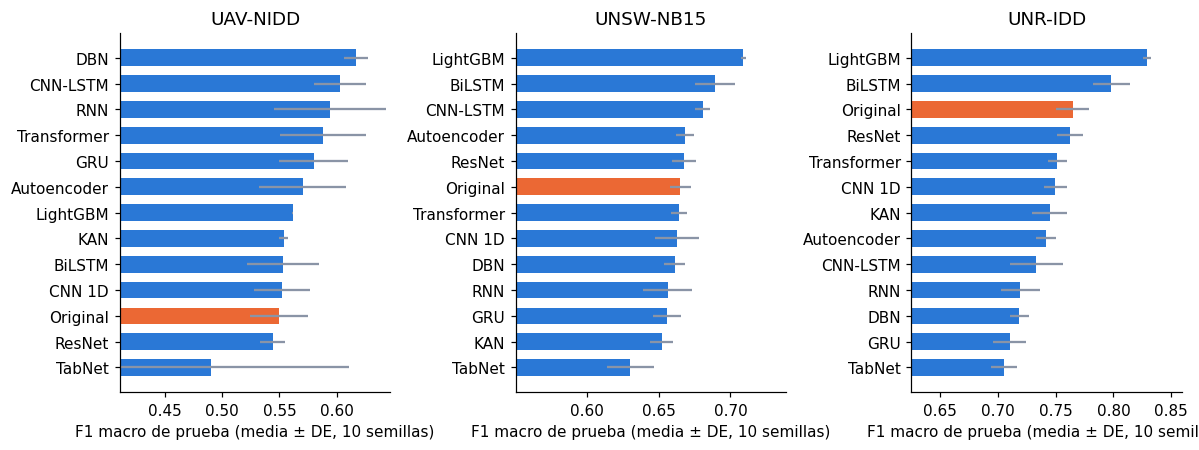 UAV-NIDD
DBN
CNN-LSTM
RNN
Transformer
GRU
Autoencoder
LightGBM
KAN
BiLSTM
CNN 1D
Original
ResNet
TabNet
0.45 0.50 0.55 0.60
F1 macro de prueba (media ± DE, 10 semillas)
UNSW-NB15
LightGBM
BiLSTM
CNN-LSTM
Autoencoder
ResNet
Original
Transformer
CNN 1D
DBN
RNN
GRU
KAN
TabNet
0.60 0.65 0.70
F1 macro de prueba (media ± DE, 10 semillas)
UNR-IDD
LightGBM
BiLSTM
Original
ResNet
Transformer
CNN 1D
KAN
Autoencoder
CNN-LSTM
RNN
DBN
GRU
TabNet
0.65 0.70 0.75 0.80 0.85
F1 macro de prueba (media ± DE, 10 semil